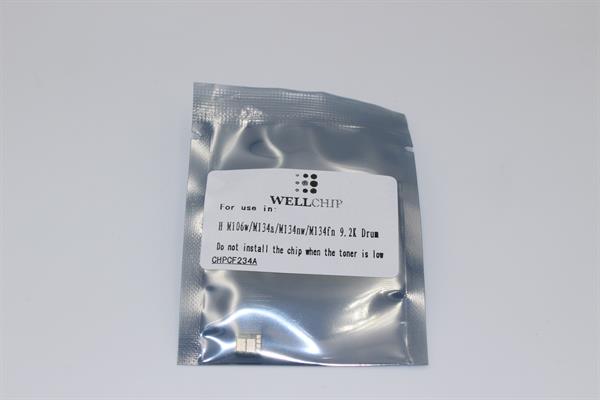 WELLCHIP
For use in:
H M106w/M134a/M134nw/M134fn 9.2K Drum
Do not install the chip when the toner is low
CHPCF234A